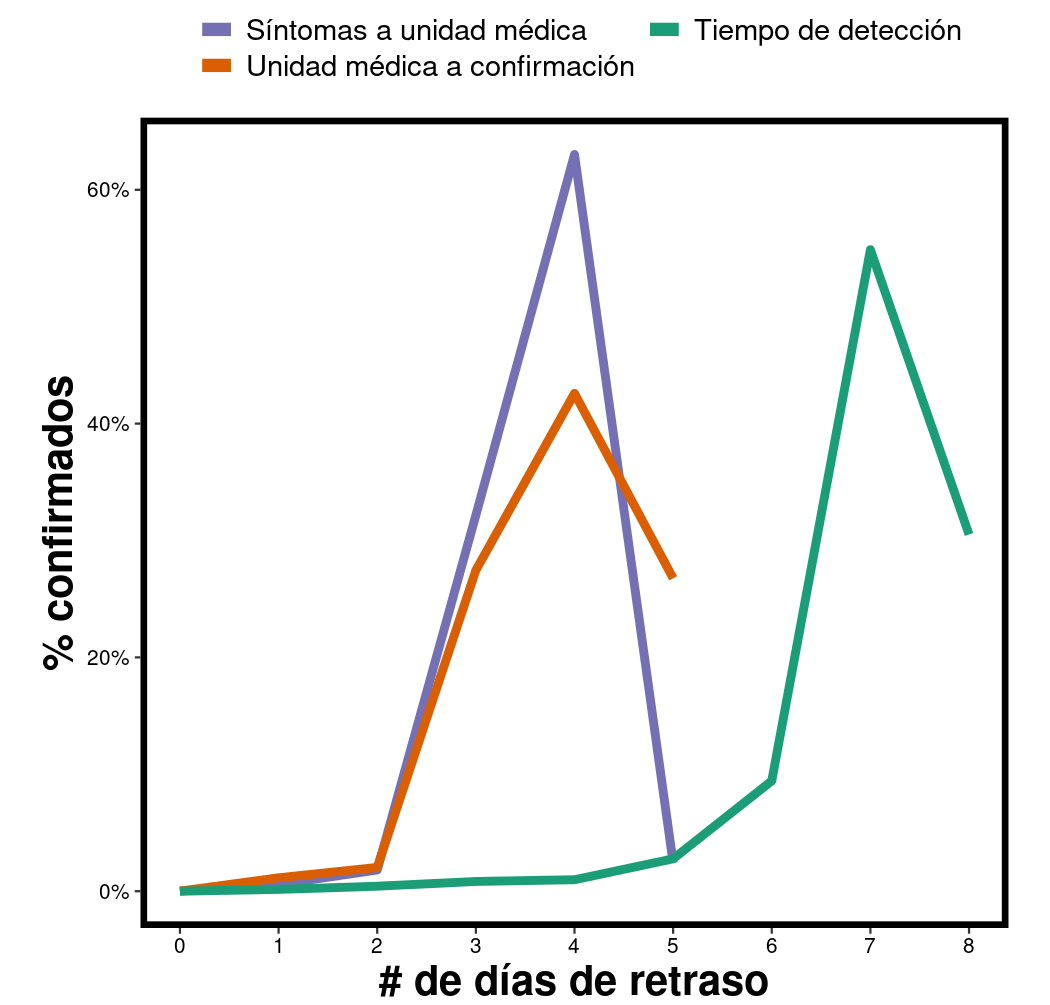 Síntomas a unidad médica
Tiempo de detección
Unidad médica a confirmación
% confirmados
60%
40%
20%
0%
0 1 2 3 4 5 6 7 8
# de días de retraso